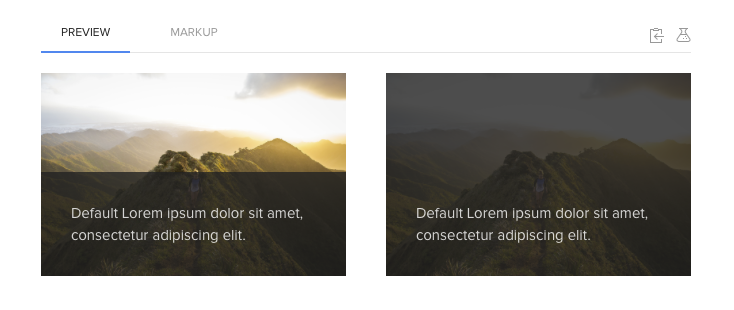 PREVIEW
MARKUP
Default Lorem ipsum dolor sit amet,
consectetur adipiscing elit.
Default Lorem ipsum dolor sit amet,
consectetur adipiscing elit.